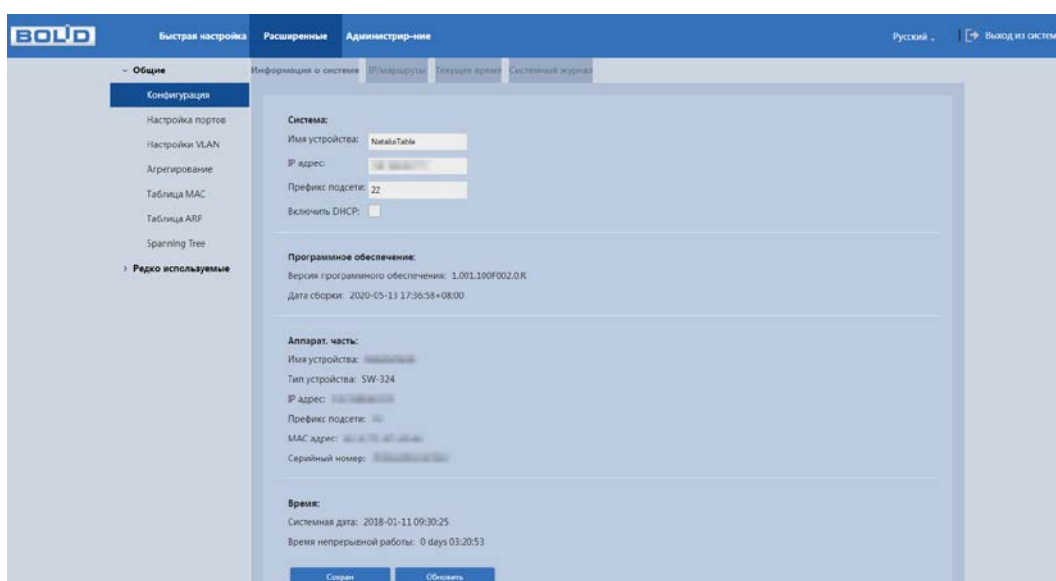 BOLID
Быстрая настройка Расширенные Администрир-ние Русский Выход из систем
Общие
Конфигурация
Настройка портов
Настройки VLAN
Агрегирование
Таблица MAC
Таблица ARF
Spanning Tree
Редко используемые
Информация о системе IP/маршруты Текущее время Системный журнал
Система:
Имя устройства: NataliaTable
IP адрес:
Префикс подсети: 22
Включить DHCP:
Программное обеспечение:
Версия программного обеспечения: 1.001.100F002.0.R
Дата сборки: 2020-05-13 17:36:58+08:00
Аппарат. часть:
Имя устройства:
Тип устройства: SW-324
IP адрес:
Префикс подсети:
MAC адрес:
Серийный номер:
Время:
Системная дата: 2018-01-11 09:30:25
Время непрерывной работы: 0 days 03:20:53
Сохран Обновить